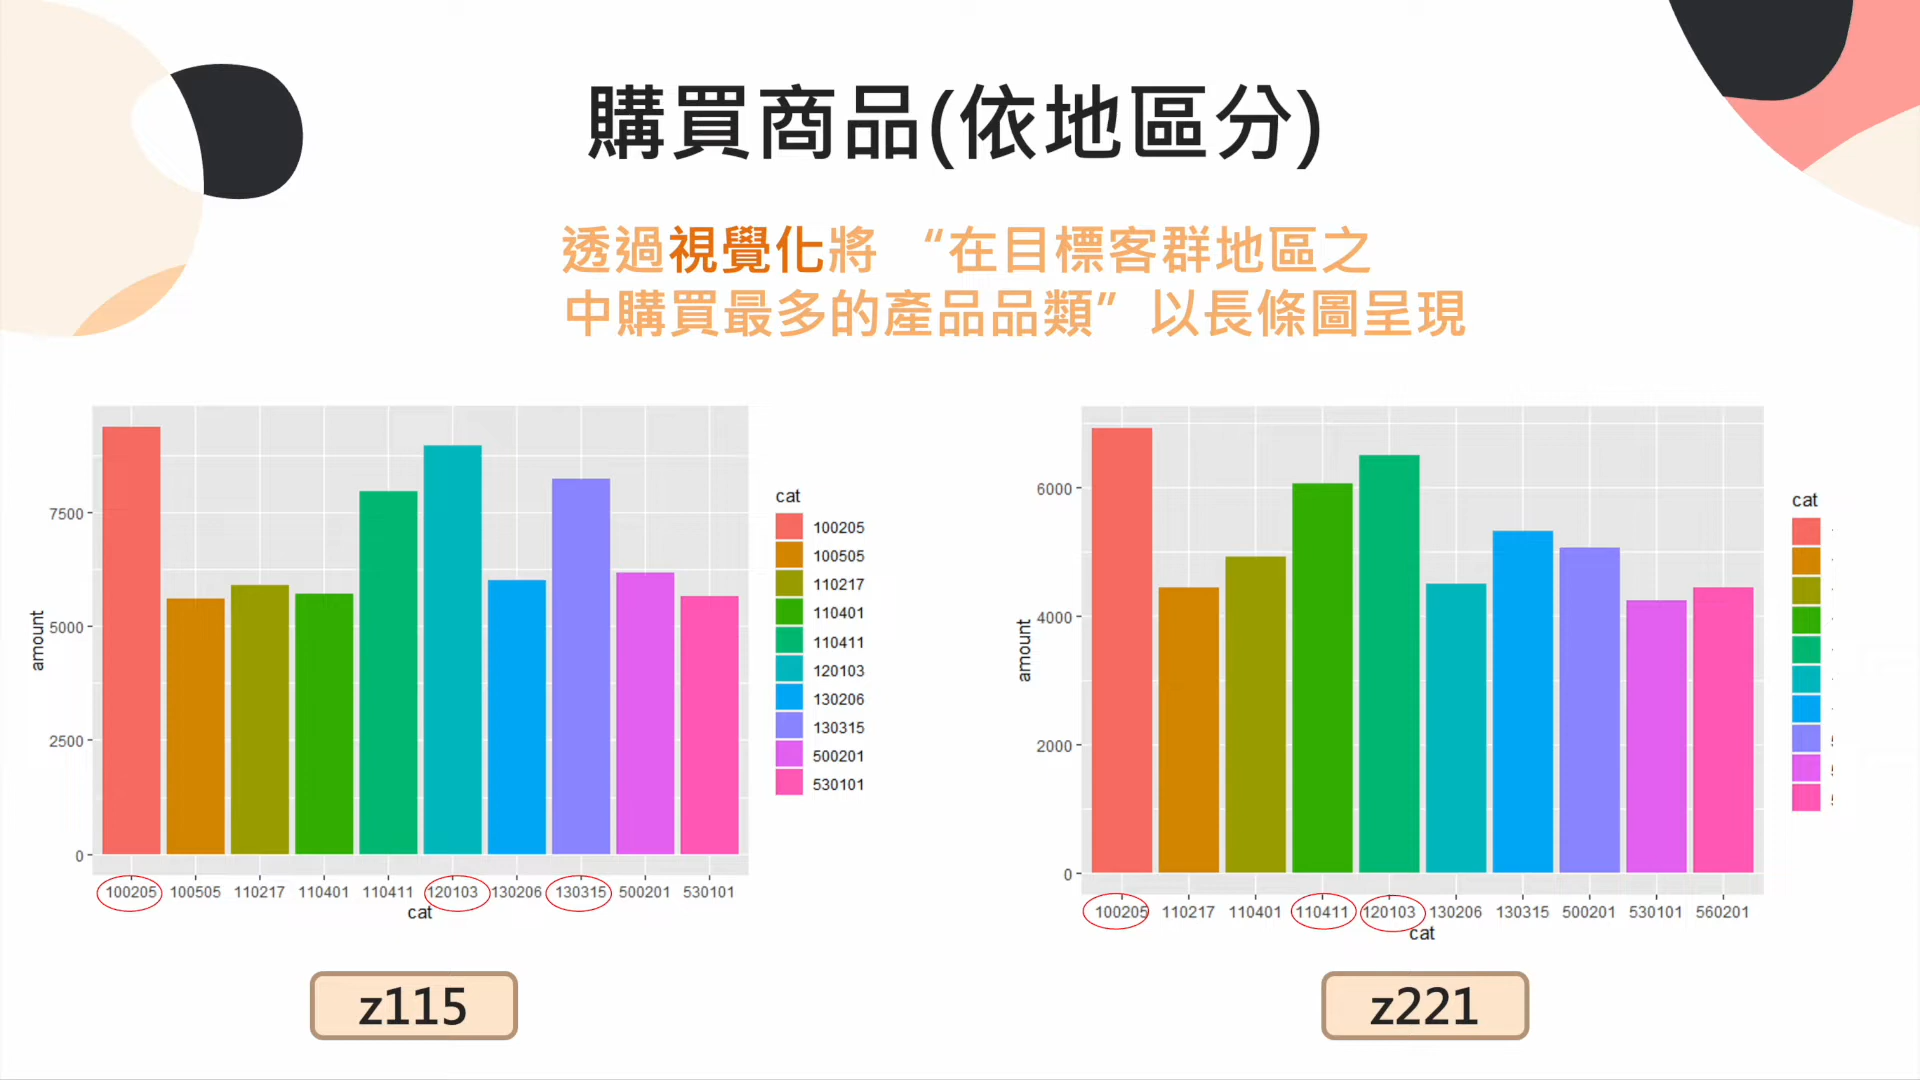 購買商品(依地區分)
透過視覺化將 “在目標客群地區之
中購買最多的產品品類” 以長條圖呈現
amount
7500
5000
2500
0
100205 100505 110217 110401 110411 120103 130206 130315 500201 530101
cat
cat
100205
100505
110217
110401
110411
120103
130206
130315
500201
530101
z115
amount
6000
4000
2000
0
100205 110217 110401 110411 120103 130206 130315 500201 530101 560201
cat
cat
z221